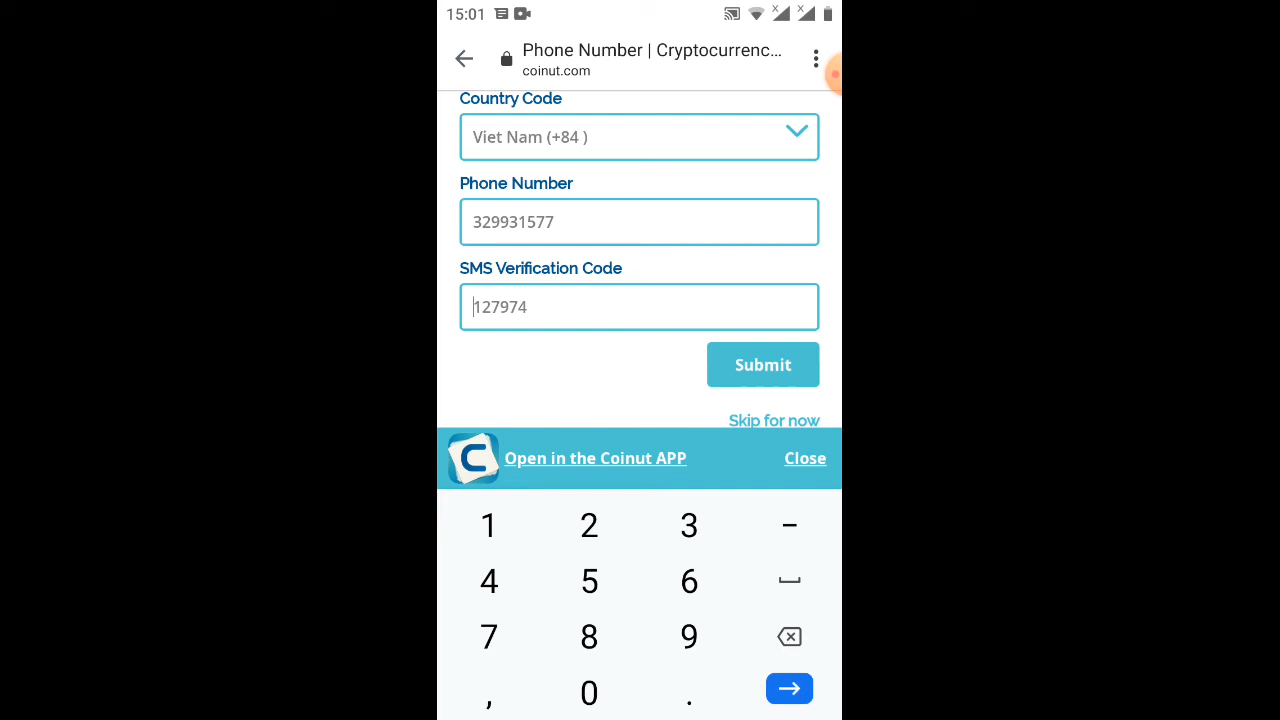 15:01
Phone Number | Cryptocurrenc...
coinut.com
Country Code
Viet Nam (+84 )
Phone Number
329931577
SMS Verification Code
127974
Submit
Skip for now
C
Open in the Coinut APP
Close
1 2 3 -
4 5 6
7 8 9
, 0 .